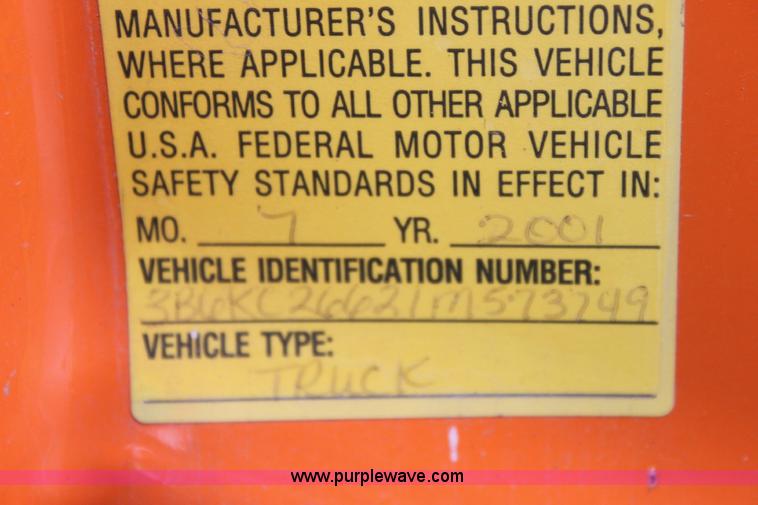 MANUFACTURER'S INSTRUCTIONS,
WHERE APPLICABLE. THIS VEHICLE
CONFORMS TO ALL OTHER APPLICABLE
U.S.A. FEDERAL MOTOR VEHICLE
SAFETY STANDARDS IN EFFECT IN:
MO. 7 YR. 2001
VEHICLE IDENTIFICATION NUMBER:
3B6KC26621M573749
VEHICLE TYPE:
TRUCK
www.purplewave.com